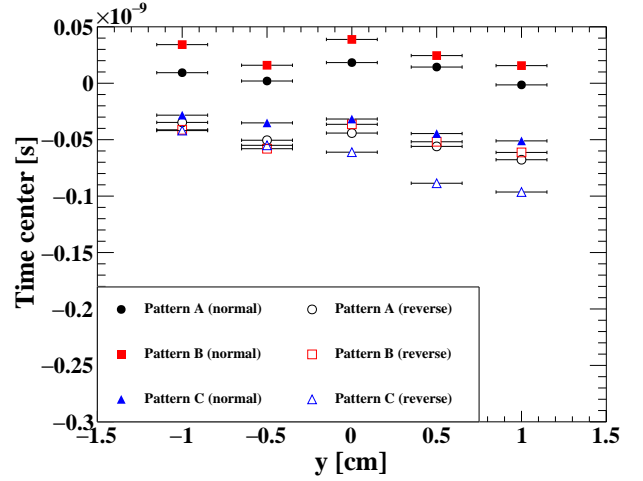 ×10⁻⁹
0.05
0
−0.05
−0.1
−0.15
−0.2
−0.25
−0.3
Time center [s]
Pattern A (normal) Pattern A (reverse)
Pattern B (normal) Pattern B (reverse)
Pattern C (normal) Pattern C (reverse)
−1.5 −1 −0.5 0 0.5 1 1.5
y [cm]